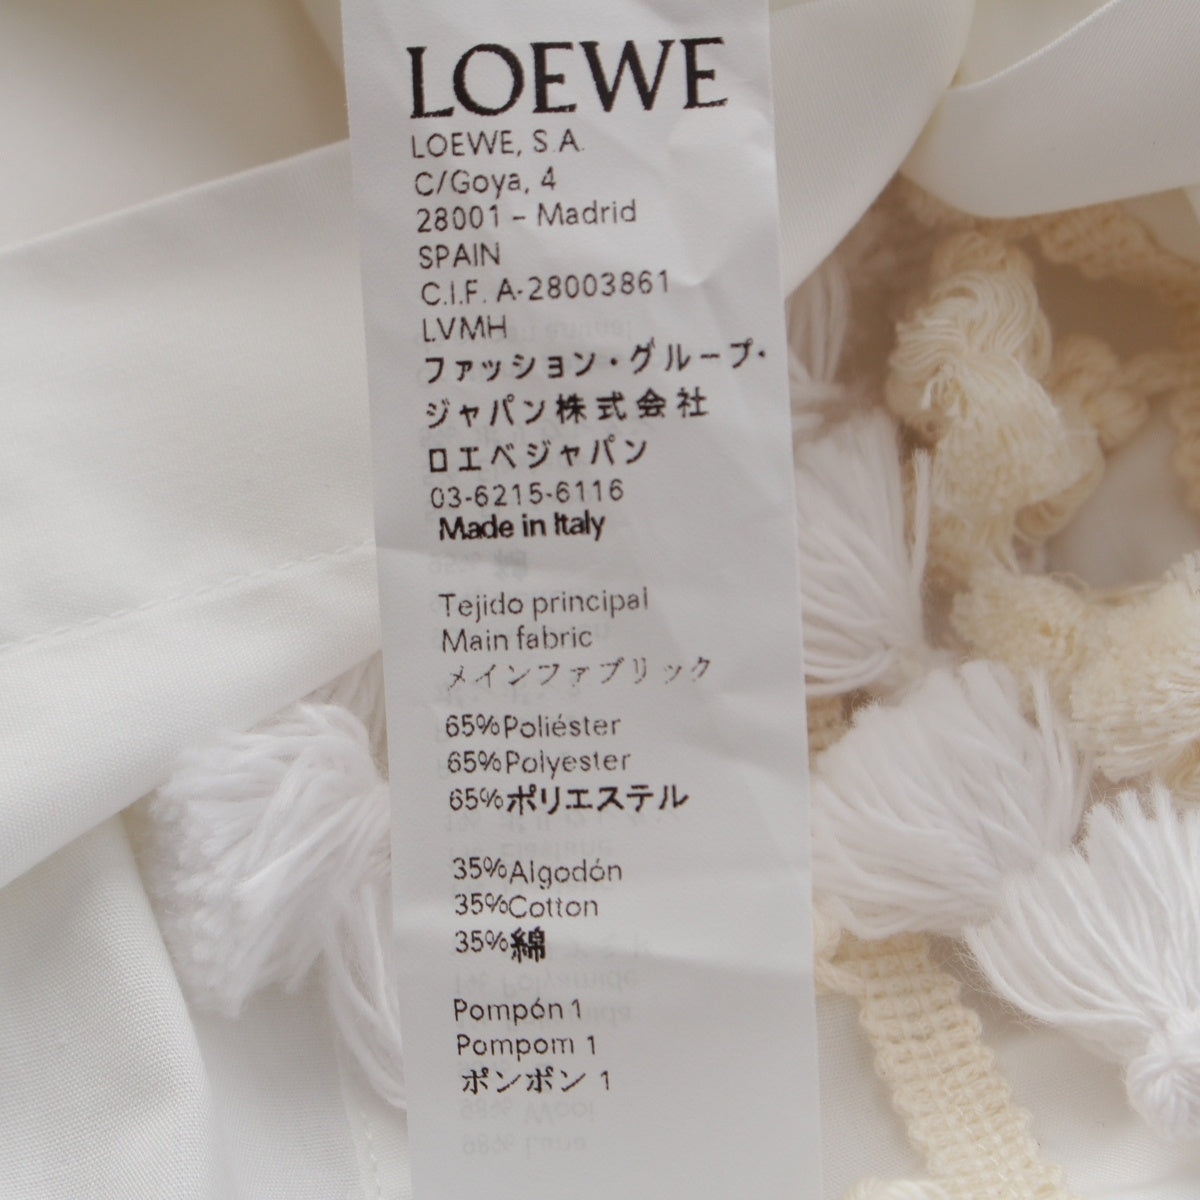 LOEWE
LOEWE, S.A.
C/Goya, 4
28001 – Madrid
SPAIN
C.I.F. A-28003861
LVMH
ファッション・グループ・
ジャパン株式会社
ロエベジャパン
03-6215-6116
Made in Italy
Tejido principal
Main fabric
メインファブリック
65%Poliéster
65%Polyester
65%ポリエステル
35%Algodón
35%Cotton
35%綿
Pompón 1
Pompom 1
ポンポン 1